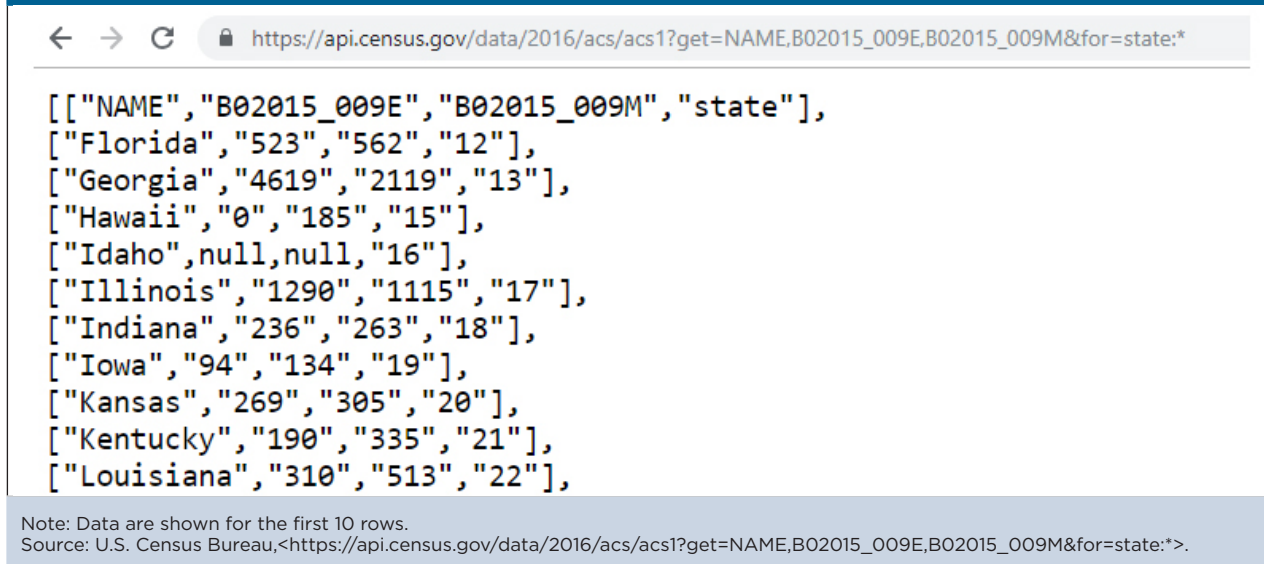 https://api.census.gov/data/2016/acs/acs1?get=NAME,B02015_009E,B02015_009M&for=state:*
[["NAME","B02015_009E","B02015_009M","state"],
["Florida","523","562","12"],
["Georgia","4619","2119","13"],
["Hawaii","0","185","15"],
["Idaho",null,null,"16"],
["Illinois","1290","1115","17"],
["Indiana","236","263","18"],
["Iowa","94","134","19"],
["Kansas","269","305","20"],
["Kentucky","190","335","21"],
["Louisiana","310","513","22"],
Note: Data are shown for the first 10 rows.
Source: U.S. Census Bureau,<https://api.census.gov/data/2016/acs/acs1?get=NAME,B02015_009E,B02015_009M&for=state:*>.